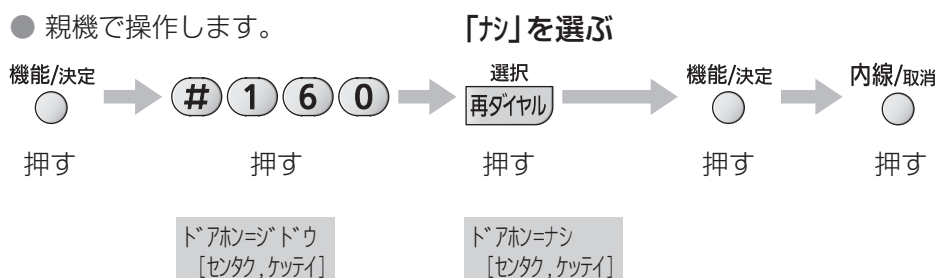 ● 親機で操作します。
「ナシ」を選ぶ
機能/決定
# 1 6 0
選択
再ダイヤル
機能/決定
内線/取消
押す
押す
押す
押す
押す
ドアホン=ジドウ
[センタク,ケッテイ]
ドアホン=ナシ
[センタク,ケッテイ]